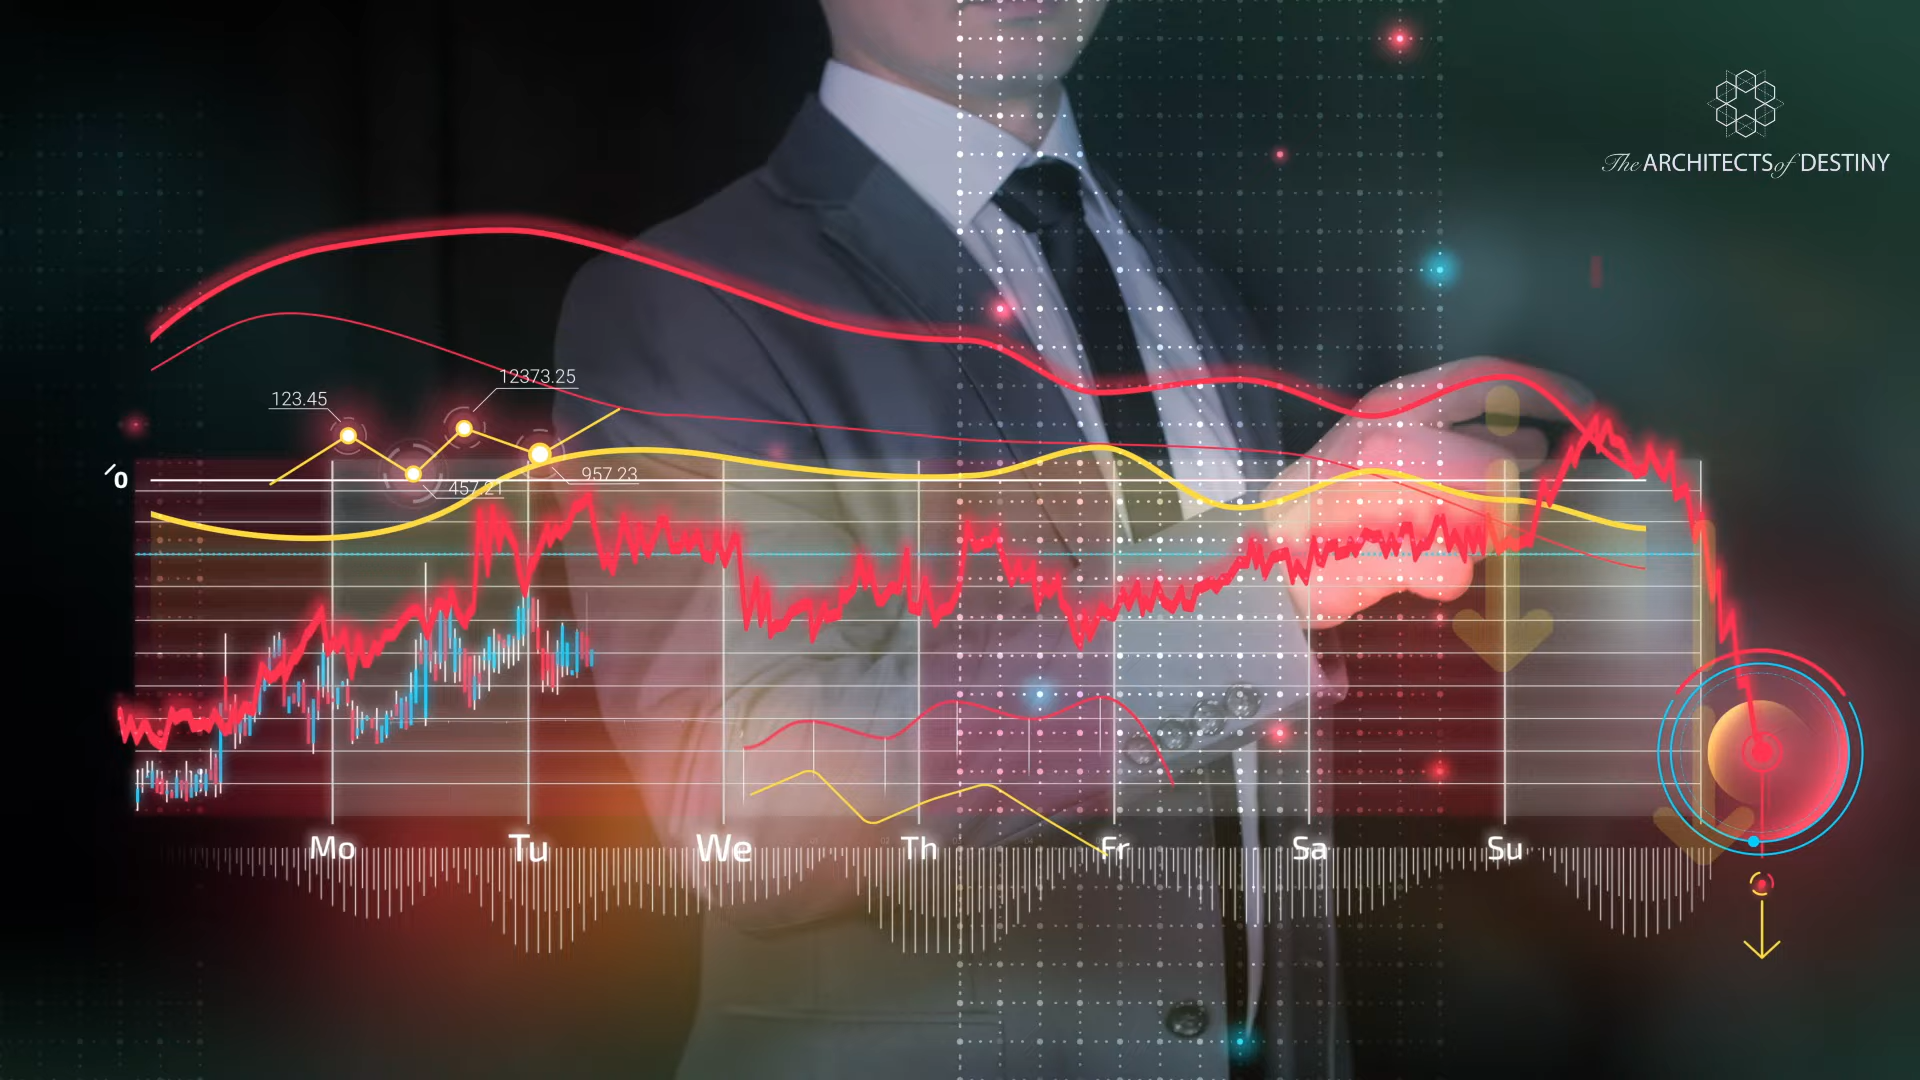 The ARCHITECTS of DESTINY
12373.25
123.45
957.23
457.21
0
Mo Tu We Th Fr Sa Su